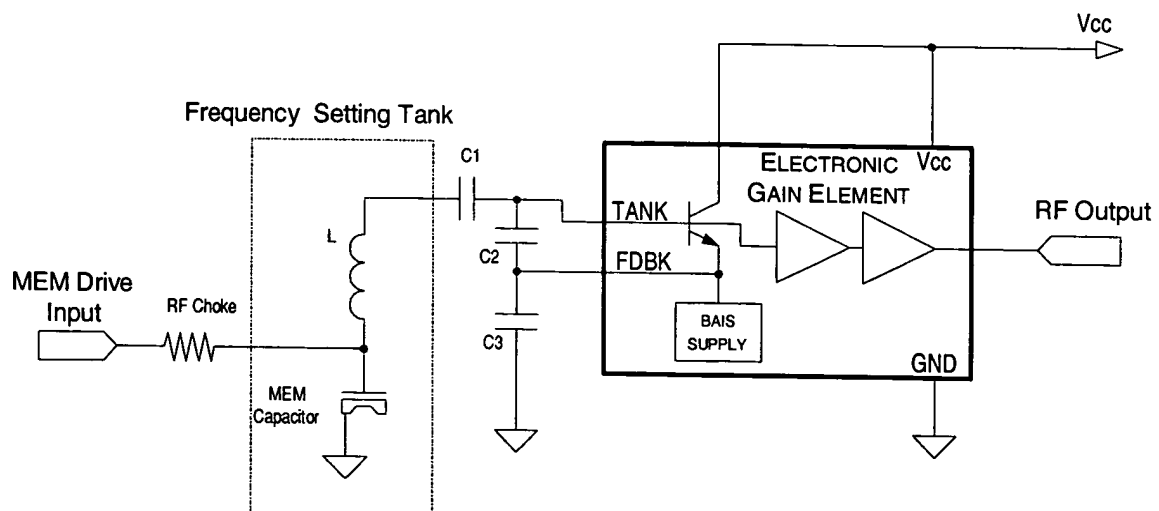 Vcc
Frequency Setting Tank
C1
ELECTRONIC
Vcc
GAIN ELEMENT
TANK
RF Output
L
C2
FDBK
MEM Drive
Input
RF Choke
BAIS
SUPPLY
C3
GND
MEM
Capacitor